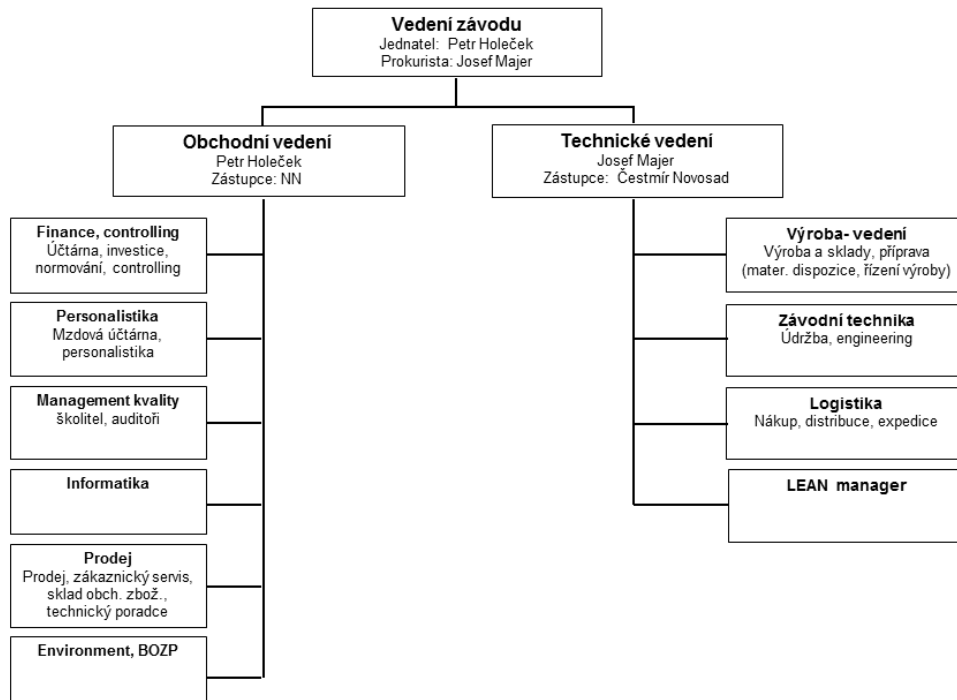 Vedení závodu
Jednatel: Petr Holeček
Prokurista: Josef Majer
Obchodní vedení
Petr Holeček
Zástupce: NN
Technické vedení
Josef Majer
Zástupce: Čestmír Novosad
Finance, controlling
Účtárna, investice,
normování, controlling
Personalistika
Mzdová účtárna,
personalistika
Management kvality
školitel, auditoři
Informatika
Prodej
Prodej, zákaznický servis,
sklad obch. zbož.,
technický poradce
Environment, BOZP
Výroba- vedení
Výroba a sklady, příprava
(mater. dispozice, řízení výroby)
Závodní technika
Údržba, engineering
Logistika
Nákup, distribuce, expedice
LEAN manager